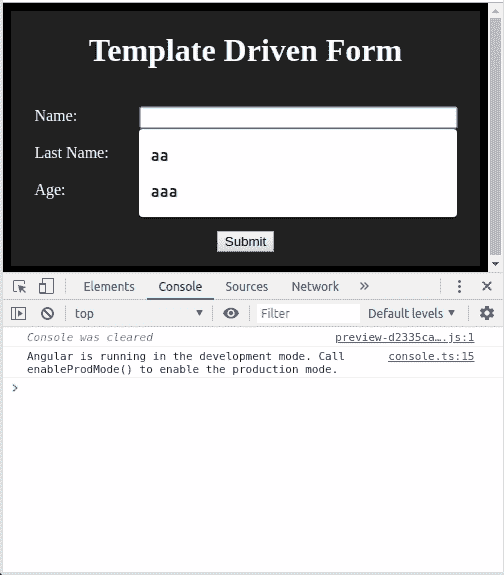 Template Driven Form
Name:
Last Name:
aa
Age:
aaa
Submit
Elements Console Sources Network »
top Filter Default levels
Console was cleared preview-d2335ca….js:1
Angular is running in the development mode. Call console.ts:15
enableProdMode() to enable the production mode.